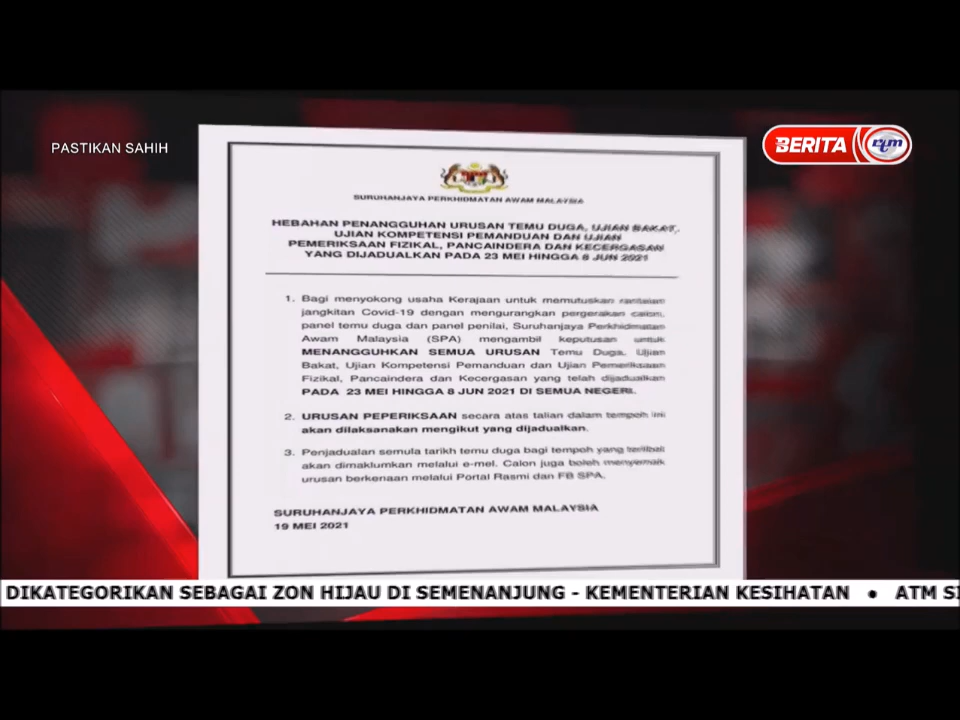 PASTIKAN SAHIH
BERITA rtm
SURUHANJAYA PERKHIDMATAN AWAM MALAYSIA
HEBAHAN PENANGGUHAN URUSAN TEMU DUGA, UJIAN BAKAT,
UJIAN KOMPETENSI PEMANDUAN DAN UJIAN
PEMERIKSAAN FIZIKAL, PANCAINDERA DAN KECERGASAN
YANG DIJADUALKAN PADA 23 MEI HINGGA 8 JUN 2021
1. Bagi menyokong usaha Kerajaan untuk memutuskan rantaian
jangkitan Covid-19 dengan mengurangkan pergerakan calon,
panel temu duga dan panel penilai, Suruhanjaya Perkhidmatan
Awam Malaysia (SPA) mengambil keputusan untuk
MENANGGUHKAN SEMUA URUSAN Temu Duga, Ujian
Bakat, Ujian Kompetensi Pemanduan dan Ujian Pemeriksaan
Fizikal, Pancaindera dan Kecergasan yang telah dijadualkan
PADA 23 MEI HINGGA 8 JUN 2021 DI SEMUA NEGERI.
2. URUSAN PEPERIKSAAN secara atas talian dalam tempoh ini
akan dilaksanakan mengikut yang dijadualkan.
3. Penjadualan semula tarikh temu duga bagi tempoh yang terlibat
akan dimaklumkan melalui e-mel. Calon juga boleh menyemak
urusan berkenaan melalui Portal Rasmi dan FB SPA.
SURUHANJAYA PERKHIDMATAN AWAM MALAYSIA
19 MEI 2021
DIKATEGORIKAN SEBAGAI ZON HIJAU DI SEMENANJUNG - KEMENTERIAN KESIHATAN • ATM SI